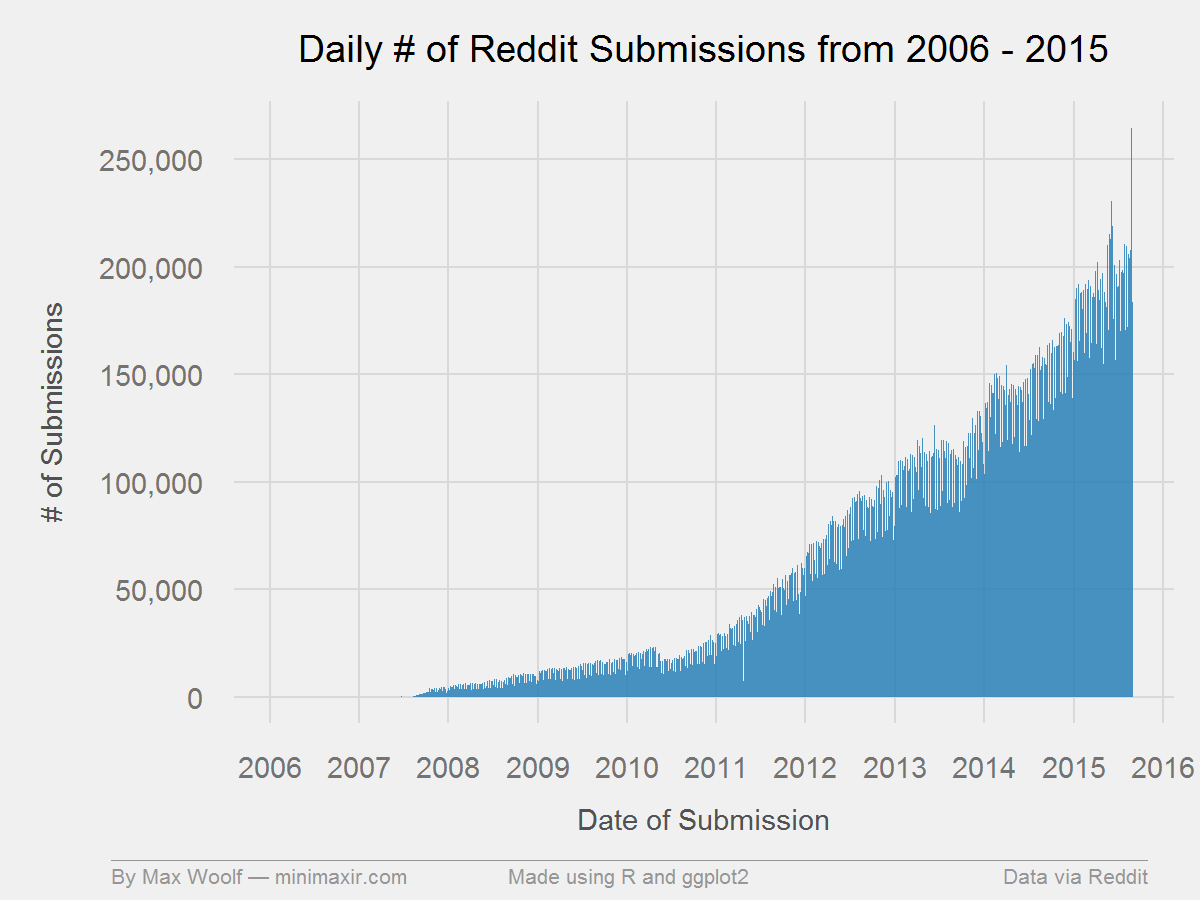 Daily # of Reddit Submissions from 2006 - 2015
# of Submissions
250,000
200,000
150,000
100,000
50,000
0
2006 2007 2008 2009 2010 2011 2012 2013 2014 2015 2016
Date of Submission
By Max Woolf — minimaxir.com Made using R and ggplot2 Data via Reddit